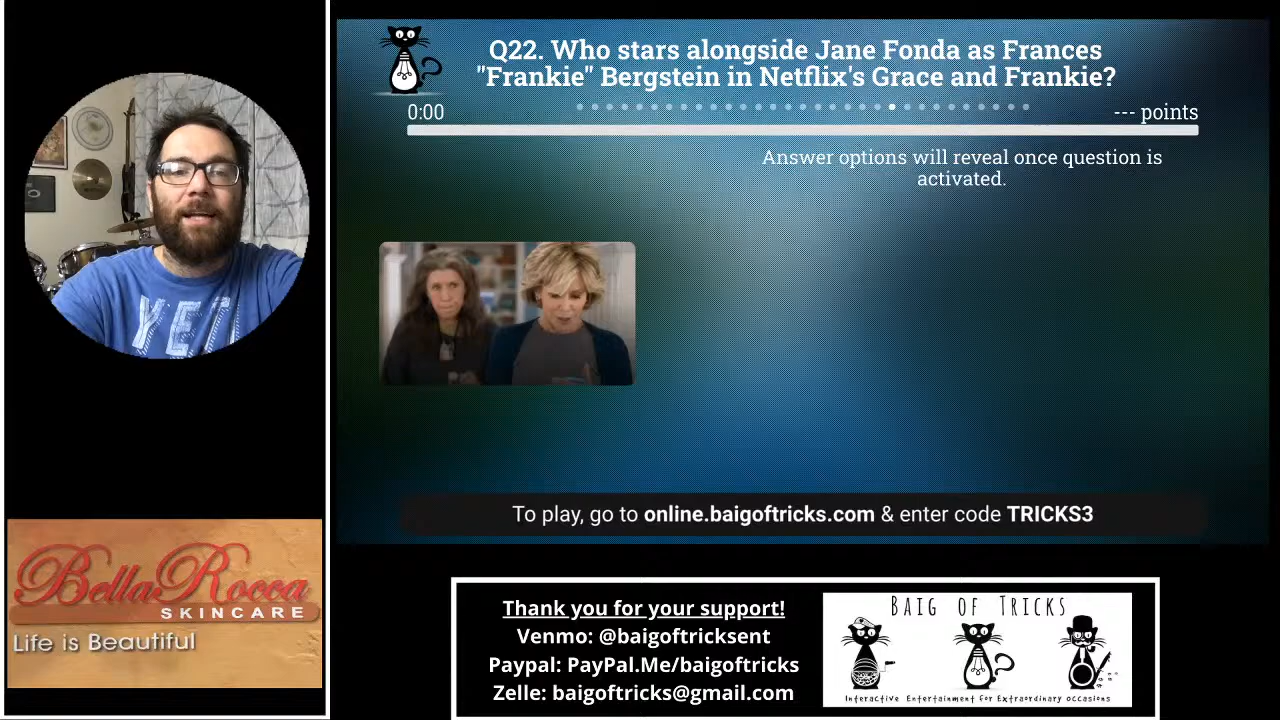 Q22. Who stars alongside Jane Fonda as Frances
"Frankie" Bergstein in Netflix's Grace and Frankie?
0:00
--- points
Answer options will reveal once question is
activated.
YETI
To play, go to online.baigoftricks.com & enter code TRICKS3
BellaRocca
SKINCARE
Life is Beautiful
Thank you for your support!
Venmo: @baigoftricksent
Paypal: PayPal.Me/baigoftricks
Zelle: baigoftricks@gmail.com
BAIG OF TRICKS
Interactive Entertainment for Extraordinary occasions